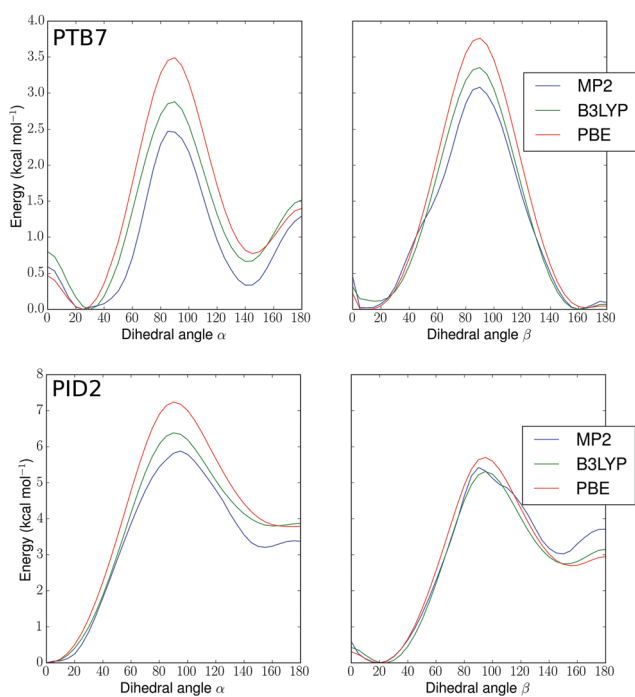 PTB7
4.0
3.5
3.0
2.5
2.0
1.5
1.0
0.5
0.0
Energy (kcal mol⁻¹)
0 20 40 60 80 100 120 140 160 180
Dihedral angle α
MP2
B3LYP
PBE
0 20 40 60 80 100 120 140 160 180
Dihedral angle β
PID2
8
7
6
5
4
3
2
1
0
Energy (kcal mol⁻¹)
0 20 40 60 80 100 120 140 160 180
Dihedral angle α
MP2
B3LYP
PBE
0 20 40 60 80 100 120 140 160 180
Dihedral angle β